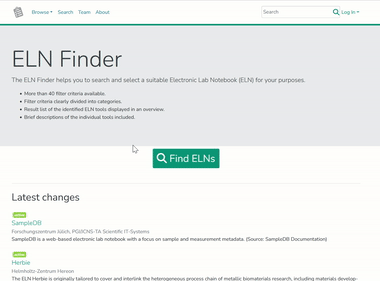 Browse Search Team About Search Log In
ELN Finder
The ELN Finder helps you to search and select a suitable Electronic Lab Notebook (ELN) for your purposes.
More than 40 filter criteria available.
Filter criteria clearly divided into categories.
Result list of the identified ELN tools displayed in an overview.
Brief descriptions of the individual tools included.
Find ELNs
Latest changes
SampleDB
Forschungszentrum Jülich, PGI/JCNS-TA Scientific IT-Systems
SampleDB is a web-based electronic lab notebook with a focus on sample and measurement metadata. (Source: SampleDB Documentation)
Herbie
Helmholtz-Zentrum Hereon
The ELN Herbie is originally tailored to cover and interlink the heterogeneous process chain of metallic biomaterials research, including materials develop-